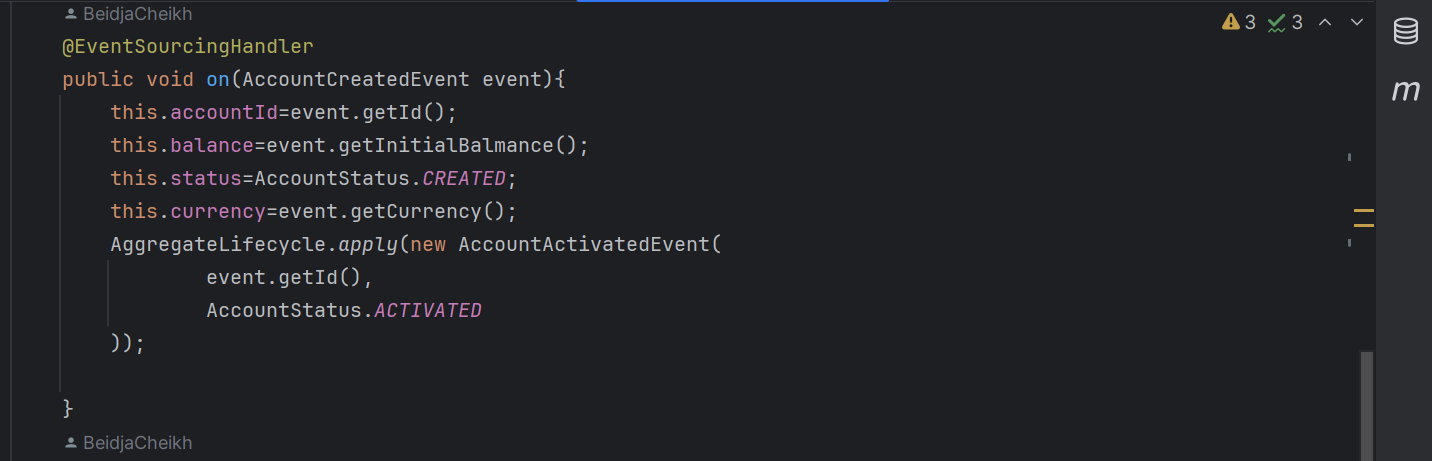 BeidjaCheikh
3 3
@EventSourcingHandler
public void on(AccountCreatedEvent event){
this.accountId=event.getId();
this.balance=event.getInitialBalmance();
this.status=AccountStatus.CREATED;
this.currency=event.getCurrency();
AggregateLifecycle.apply(new AccountActivatedEvent(
event.getId(),
AccountStatus.ACTIVATED
));
}
BeidjaCheikh
m